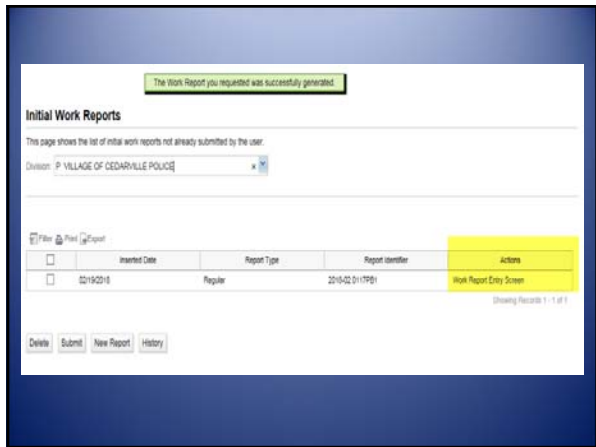 The Work Report you requested was successfully generated.
Initial Work Reports
This page shows the list of initial work reports not already submitted by the user.
Division: P VILLAGE OF CEDARVILLE POLICE x
Filter Print Export
Inserted Date Report Type Report Identifier Actions
02/19/2018 Regular 2018-02.0117PB1 Work Report Entry Screen
Showing Records 1 - 1 of 1
Delete Submit New Report History